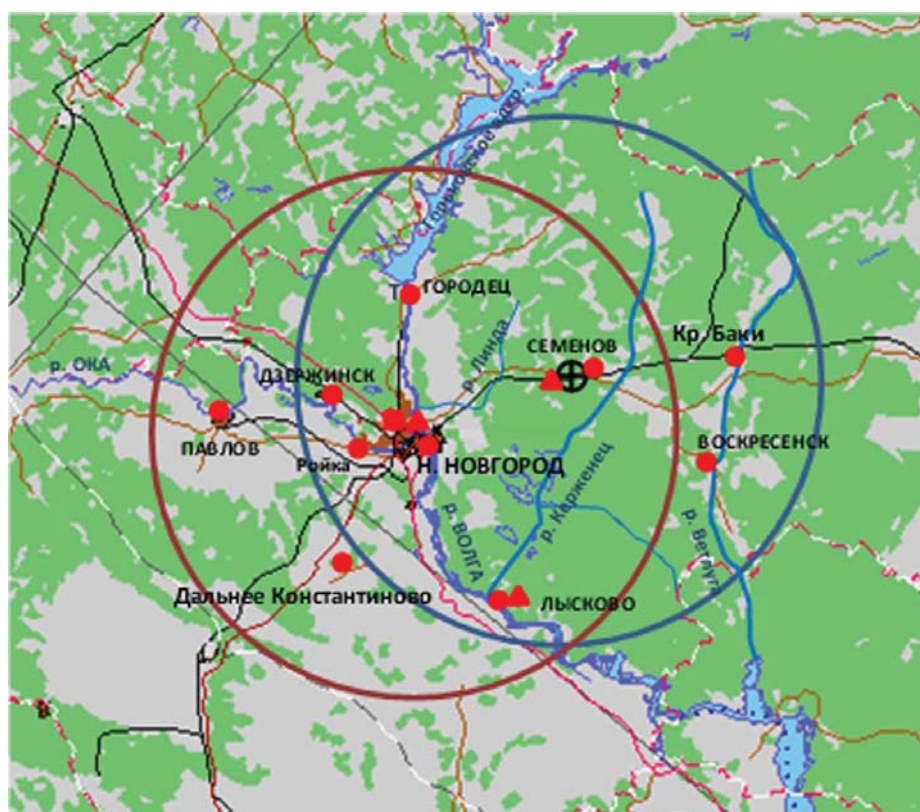 Горьковское вдхр.
Т ГОРОДЕЦ
СЕМЕНОВ
Кр. Баки
р. Линда
р. ОКА
ДЗЕРЖИНСК
ПАВЛОВ
Ройка
Н. НОВГОРОД
ВОСКРЕСЕНСК
р. Керженец
р. ВОЛГА
р. Ветлуга
Дальнее Константиново
ЛЫСКОВО